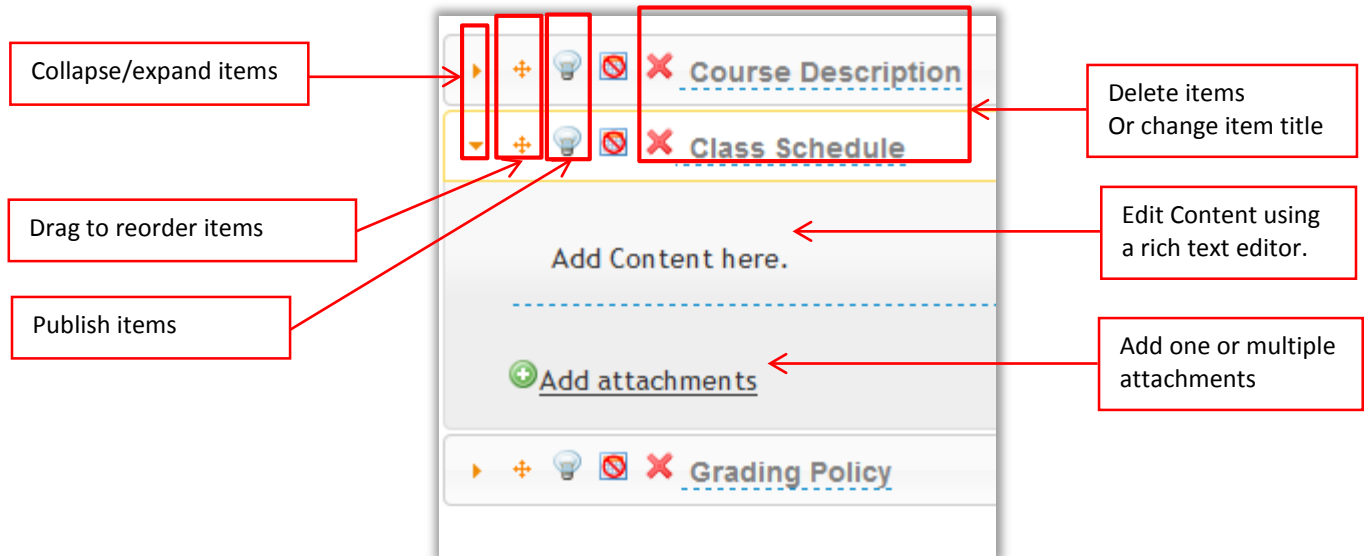 Collapse/expand items
Course Description
Delete items
Or change item title
Class Schedule
Drag to reorder items
Edit Content using
a rich text editor.
Add Content here.
Publish items
Add one or multiple
attachments
Add attachments
Grading Policy